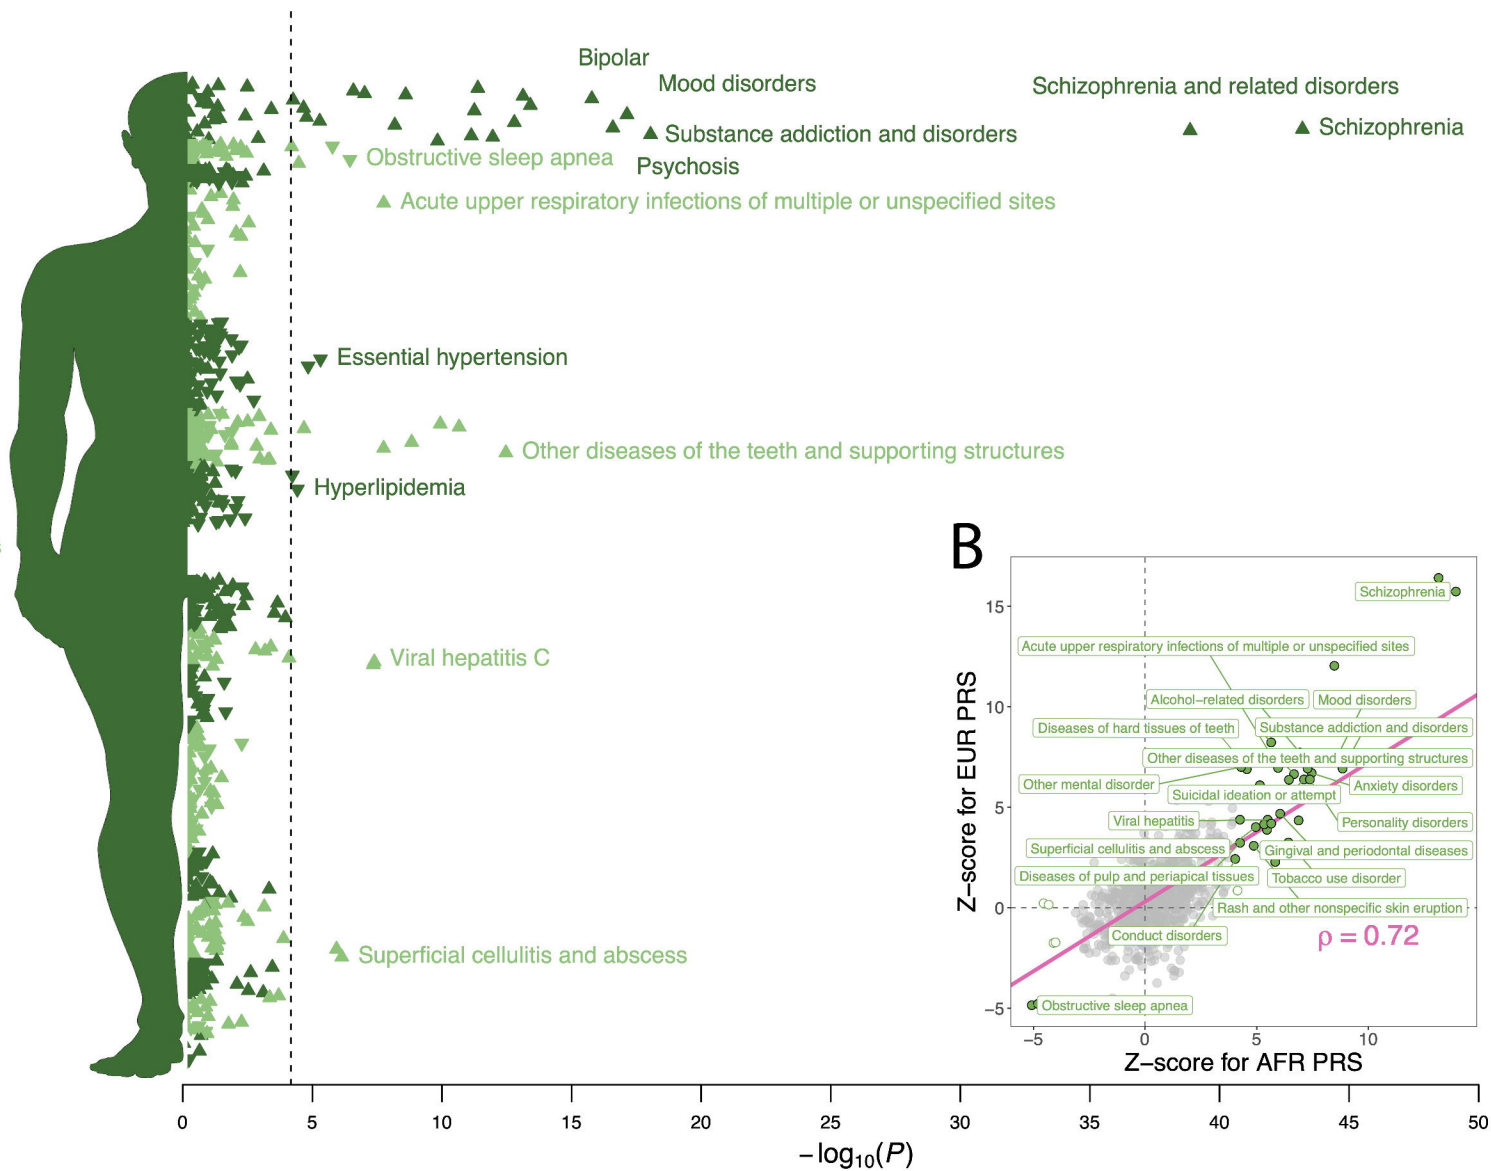 Bipolar
Mood disorders
Schizophrenia and related disorders
Substance addiction and disorders
Schizophrenia
Obstructive sleep apnea
Psychosis
Acute upper respiratory infections of multiple or unspecified sites
Essential hypertension
Other diseases of the teeth and supporting structures
Hyperlipidemia
Viral hepatitis C
Superficial cellulitis and abscess
0 5 10 15 20 25 30 35 40 45 50
−log10(P)
B
Z−score for EUR PRS
15
10
5
0
−5
Schizophrenia
Acute upper respiratory infections of multiple or unspecified sites
Alcohol−related disorders
Mood disorders
Diseases of hard tissues of teeth
Substance addiction and disorders
Other diseases of the teeth and supporting structures
Other mental disorder
Anxiety disorders
Suicidal ideation or attempt
Viral hepatitis
Personality disorders
Superficial cellulitis and abscess
Gingival and periodontal diseases
Diseases of pulp and periapical tissues
Tobacco use disorder
Rash and other nonspecific skin eruption
Conduct disorders
ρ = 0.72
Obstructive sleep apnea
−5 0 5 10
Z−score for AFR PRS